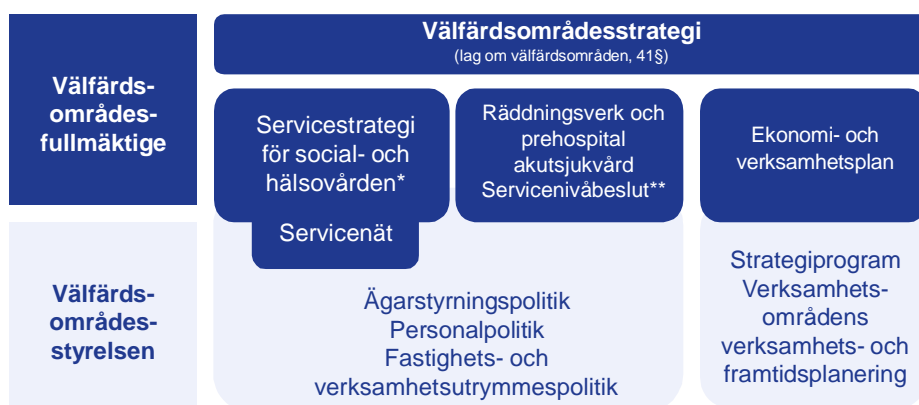 Välfärds-
områdes-
fullmäktige
Välfärdsområdesstrategi
(lag om välfärdsområden, 41§)
Servicestrategi
för social- och
hälsovården*
Servicenät
Räddningsverk och
prehospital
akutsjukvård
Servicenivåbeslut**
Ekonomi- och
verksamhetsplan
Välfärds-
områdes-
styrelsen
Ägarstyrningspolitik
Personalpolitik
Fastighets- och
verksamhetsutrymmespolitik
Strategiprogram
Verksamhets-
områdens
verksamhets- och
framtidsplanering